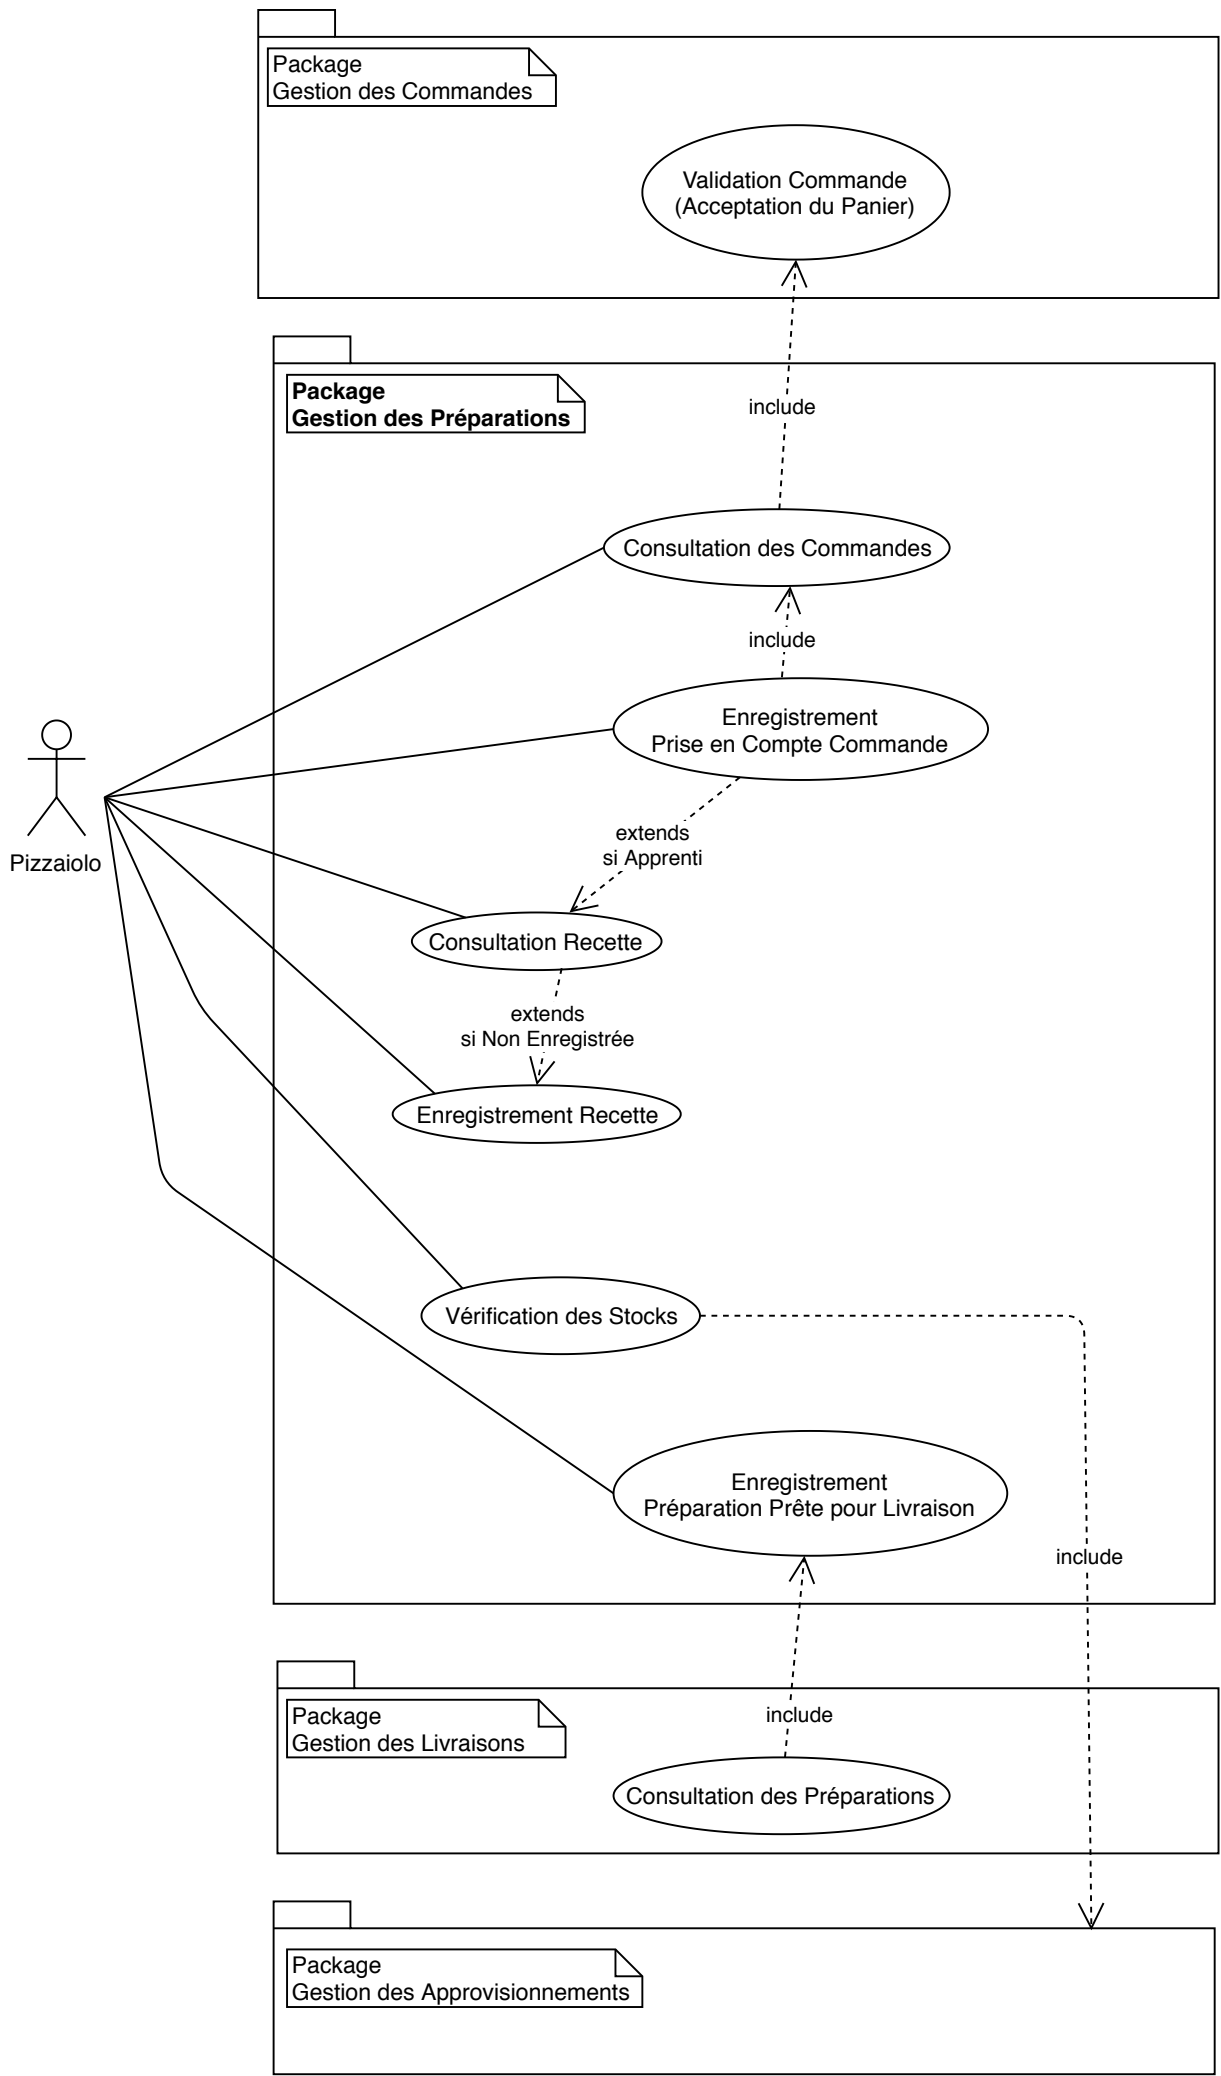 Package
Gestion des Commandes
Validation Commande
(Acceptation du Panier)
include
Package
Gestion des Préparations
Consultation des Commandes
include
Enregistrement
Prise en Compte Commande
Pizzaiolo
extends
si Apprenti
Consultation Recette
extends
si Non Enregistrée
Enregistrement Recette
Vérification des Stocks
Enregistrement
Préparation Prête pour Livraison
include
Package
Gestion des Livraisons
include
Consultation des Préparations
Package
Gestion des Approvisionnements